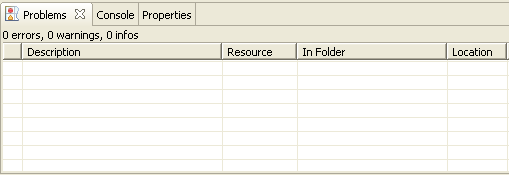 Problems Console Properties
0 errors, 0 warnings, 0 infos
Description Resource In Folder Location